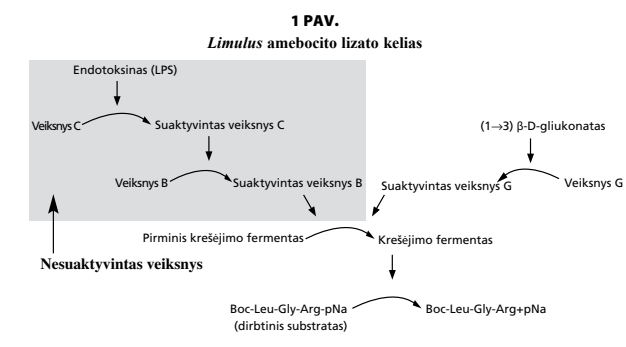 1 PAV.
Limulus amebocito lizato kelias
Endotoksinas (LPS)
Veiksnys C
Suaktyvintas veiksnys C
(1→3) β-D-gliukonatas
Veiksnys B
Suaktyvintas veiksnys B
Suaktyvintas veiksnys G
Veiksnys G
Pirminis krešėjimo fermentas
Krešėjimo fermentas
Nesuaktyvintas veiksnys
Boc-Leu-Gly-Arg-pNa
(dirbtinis substratas)
Boc-Leu-Gly-Arg+pNa